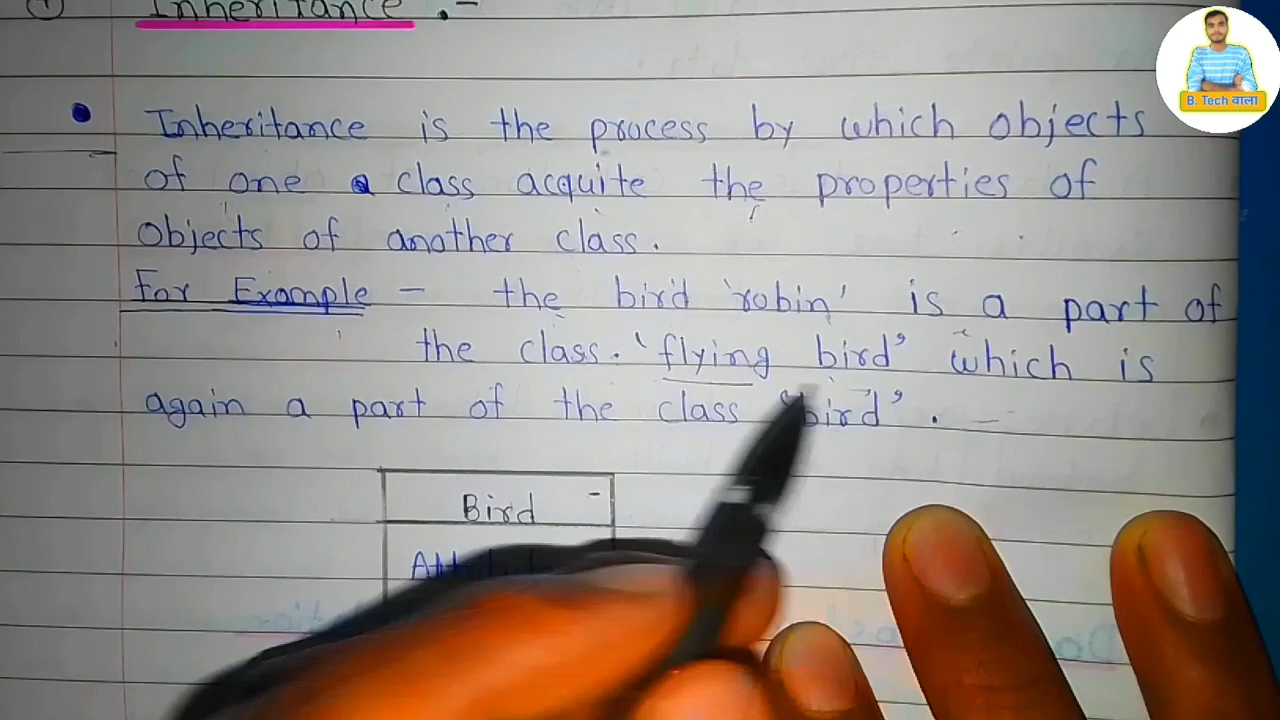 ① Inheritance :-
B. Tech वाला
• Inheritance is the process by which objects
of one class acquite the properties of
objects of another class.
For Example - the bird 'robin' is a part of
the class. 'flying bird' which is
again a part of the class 'bird'.
Bird